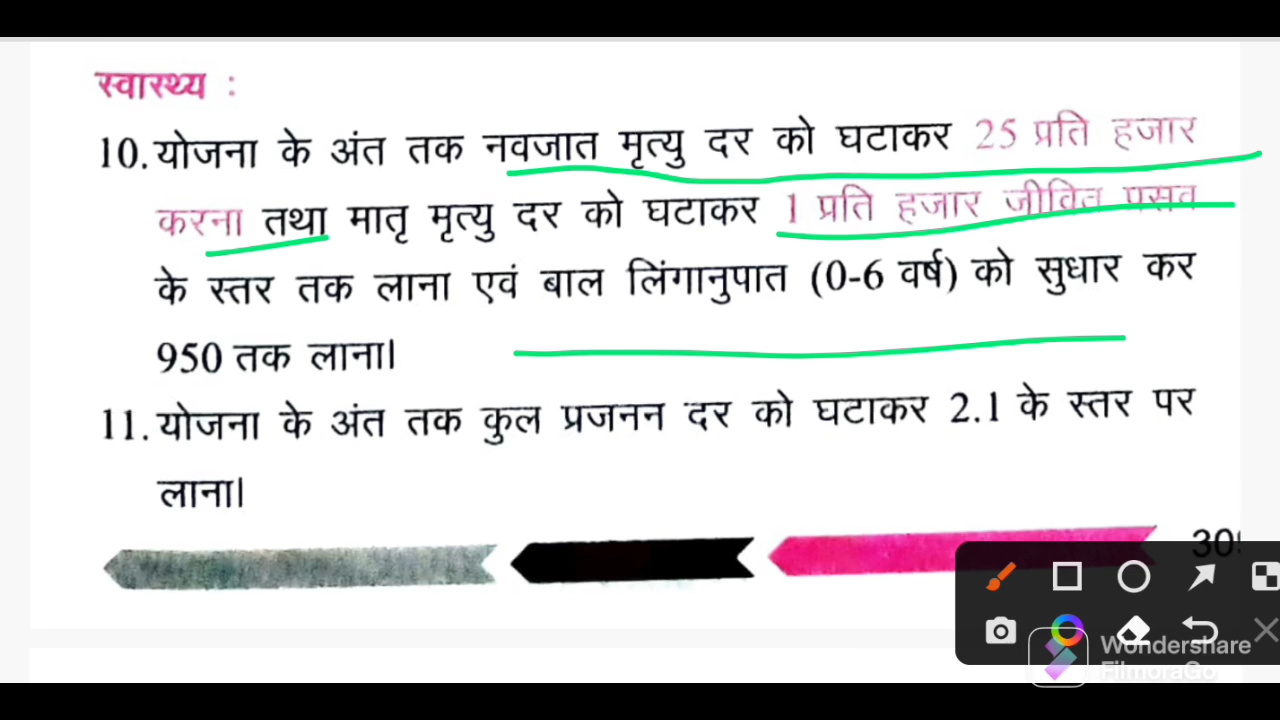 स्वास्थ्य :
10. योजना के अंत तक नवजात मृत्यु दर को घटाकर 25 प्रति हजार
करना तथा मातृ मृत्यु दर को घटाकर 1 प्रति हजार जीवित प्रसव
के स्तर तक लाना एवं बाल लिंगानुपात (0-6 वर्ष) को सुधार कर
950 तक लाना।
11. योजना के अंत तक कुल प्रजनन दर को घटाकर 2.1 के स्तर पर
लाना।
Wondershare
FilmoraGo